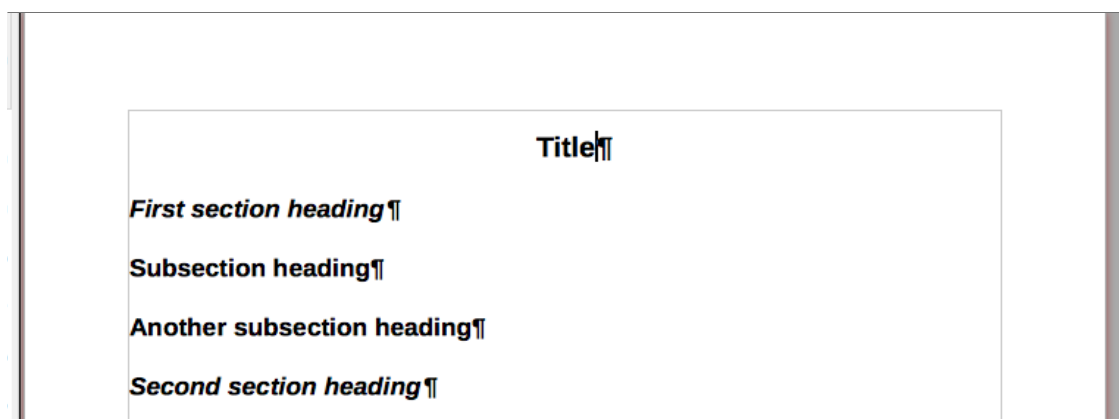 Title¶
First section heading¶
Subsection heading¶
Another subsection heading¶
Second section heading¶